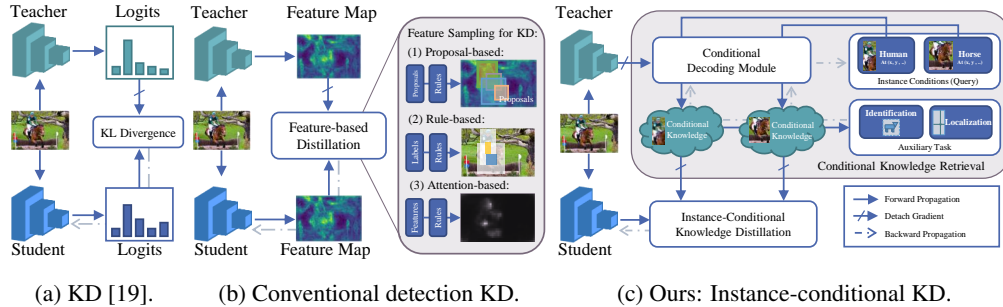 Teacher
Logits
KL Divergence
Student
Logits
(a) KD [19].
Teacher
Feature Map
Feature-based
Distillation
Student
Feature Map
Feature Sampling for KD:
(1) Proposal-based:
Proposals
Rules
Proposals
(2) Rule-based:
Labels
Rules
(3) Attention-based:
Features
Rules
(b) Conventional detection KD.
Teacher
Conditional
Decoding Module
Human
At (x, y, ...)
Horse
At (x, y, ...)
Instance Conditions (Query)
Conditional
Knowledge
Conditional
Knowledge
Identification
Localization
Auxiliary Task
Conditional Knowledge Retrieval
Student
Instance-Conditional
Knowledge Distillation
Forward Propagation
Detach Gradient
Backward Propagation
(c) Ours: Instance-conditional KD.